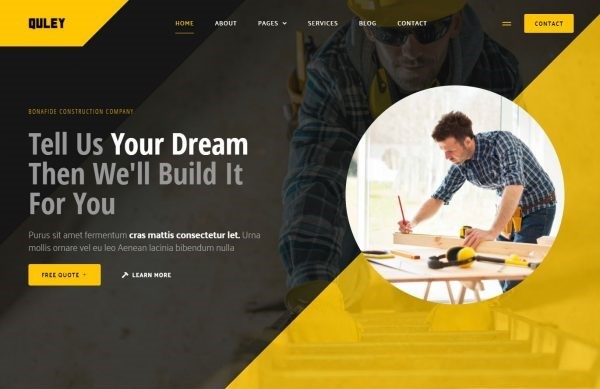 QULEY
HOME ABOUT PAGES SERVICES BLOG CONTACT CONTACT
BONAFIDE CONSTRUCTION COMPANY
Tell Us Your Dream
Then We'll Build It
For You
Purus sit amet fermentum cras mattis consectetur let. Urna
mollis ornare vel eu leo Aenean lacinia bibendum nulla
FREE QUOTE + LEARN MORE